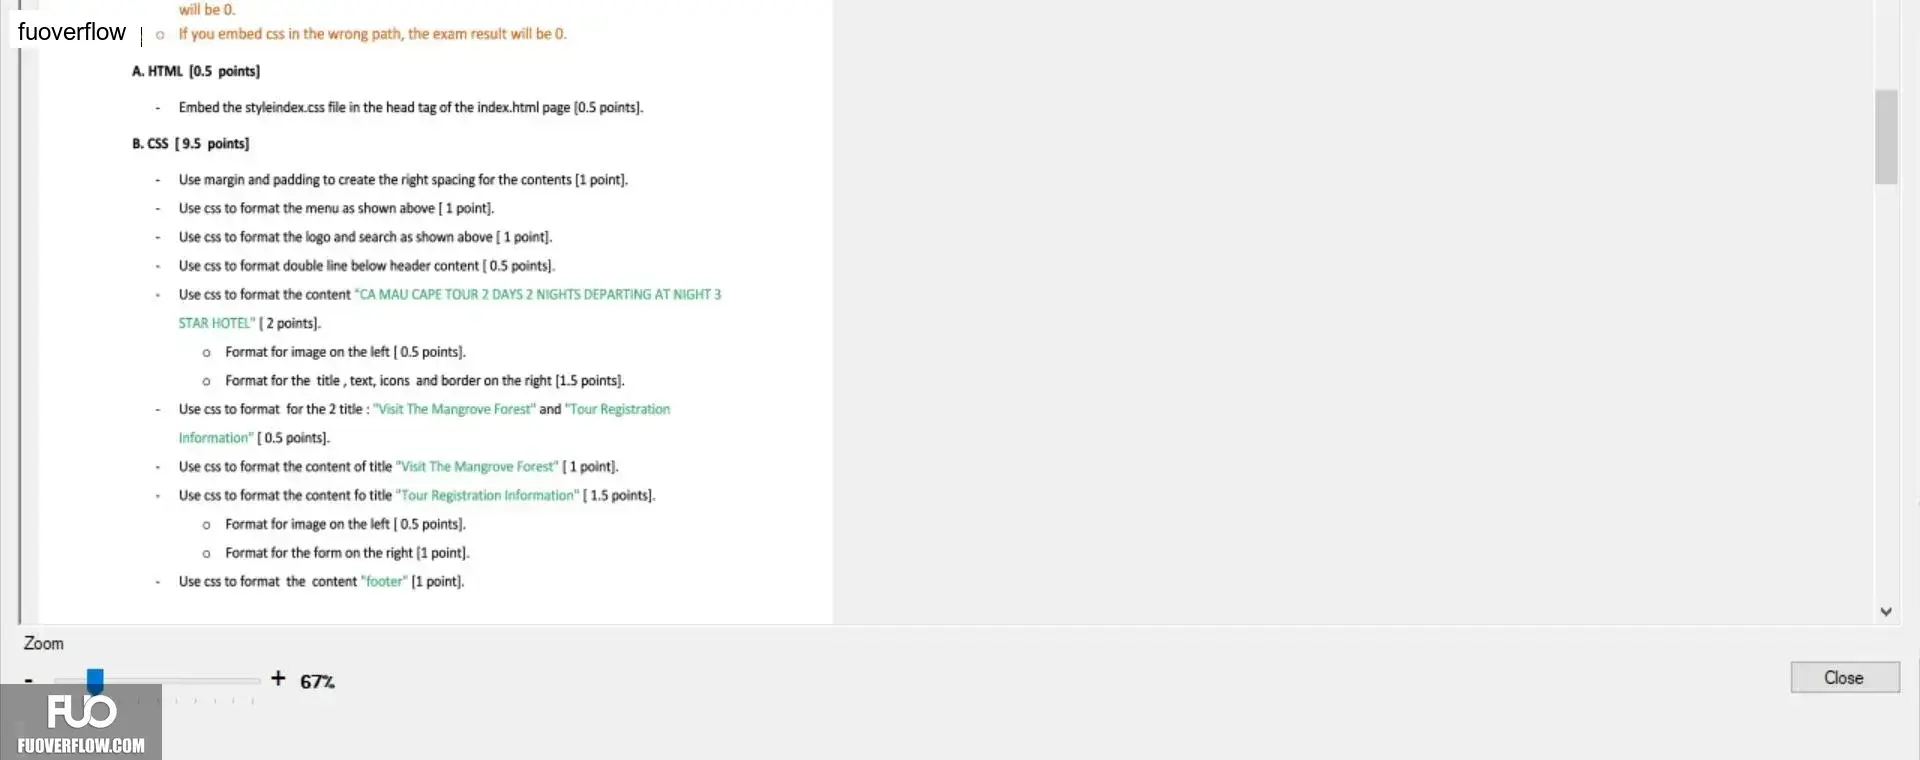 will be 0.
fuoverflow
o If you embed css in the wrong path, the exam result will be 0.
A. HTML [0.5 points]
- Embed the styleindex.css file in the head tag of the index.html page [0.5 points].
B. CSS [ 9.5 points]
- Use margin and padding to create the right spacing for the contents [1 point].
- Use css to format the menu as shown above [ 1 point].
- Use css to format the logo and search as shown above [ 1 point].
- Use css to format double line below header content [ 0.5 points].
- Use css to format the content "CA MAU CAPE TOUR 2 DAYS 2 NIGHTS DEPARTING AT NIGHT 3
STAR HOTEL" [ 2 points].
o Format for image on the left [ 0.5 points].
o Format for the title , text, icons and border on the right [1.5 points].
- Use css to format for the 2 title : "Visit The Mangrove Forest" and "Tour Registration
Information" [ 0.5 points].
- Use css to format the content of title "Visit The Mangrove Forest" [ 1 point].
- Use css to format the content fo title "Tour Registration Information" [ 1.5 points].
o Format for image on the left [ 0.5 points].
o Format for the form on the right [1 point].
- Use css to format the content "footer" [1 point].
Zoom
- + 67%
Close
FUO
FUOVERFLOW.COM